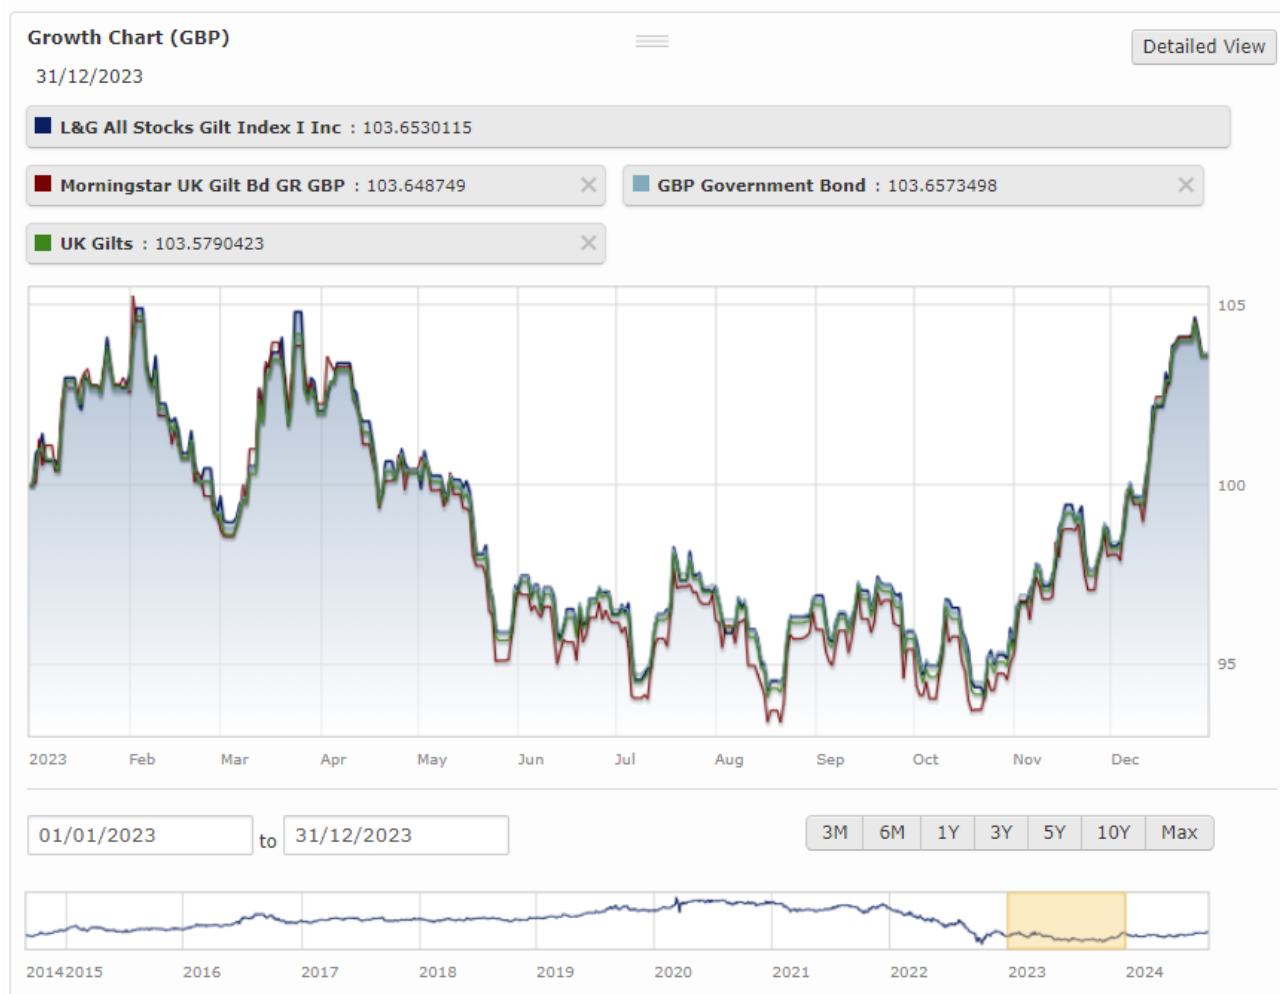 Growth Chart (GBP)
Detailed View
31/12/2023
L&G All Stocks Gilt Index I Inc : 103.6530115
Morningstar UK Gilt Bd GR GBP : 103.648749
GBP Government Bond : 103.6573498
UK Gilts : 103.5790423
105
100
95
2023 Feb Mar Apr May Jun Jul Aug Sep Oct Nov Dec
01/01/2023 to 31/12/2023
3M 6M 1Y 3Y 5Y 10Y Max
2014 2015 2016 2017 2018 2019 2020 2021 2022 2023 2024